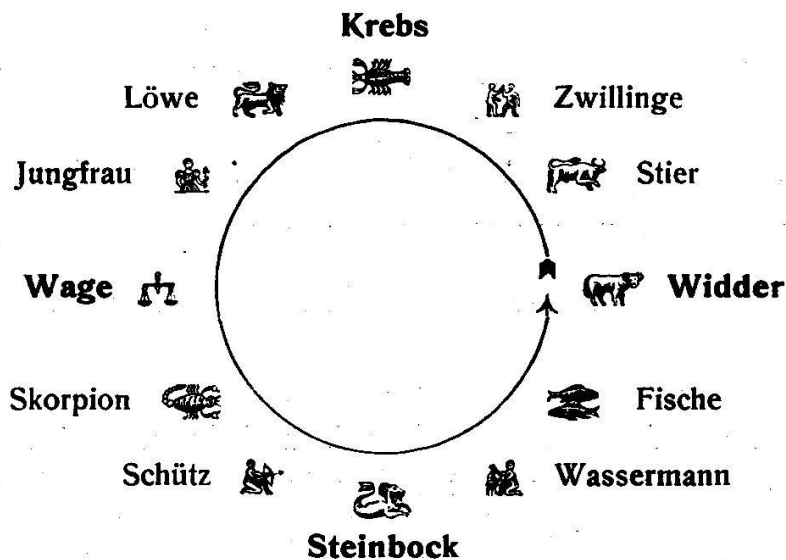 Krebs
Löwe Zwillinge
Jungfrau Stier
Wage Widder
Skorpion Fische
Schütz Wassermann
Steinbock